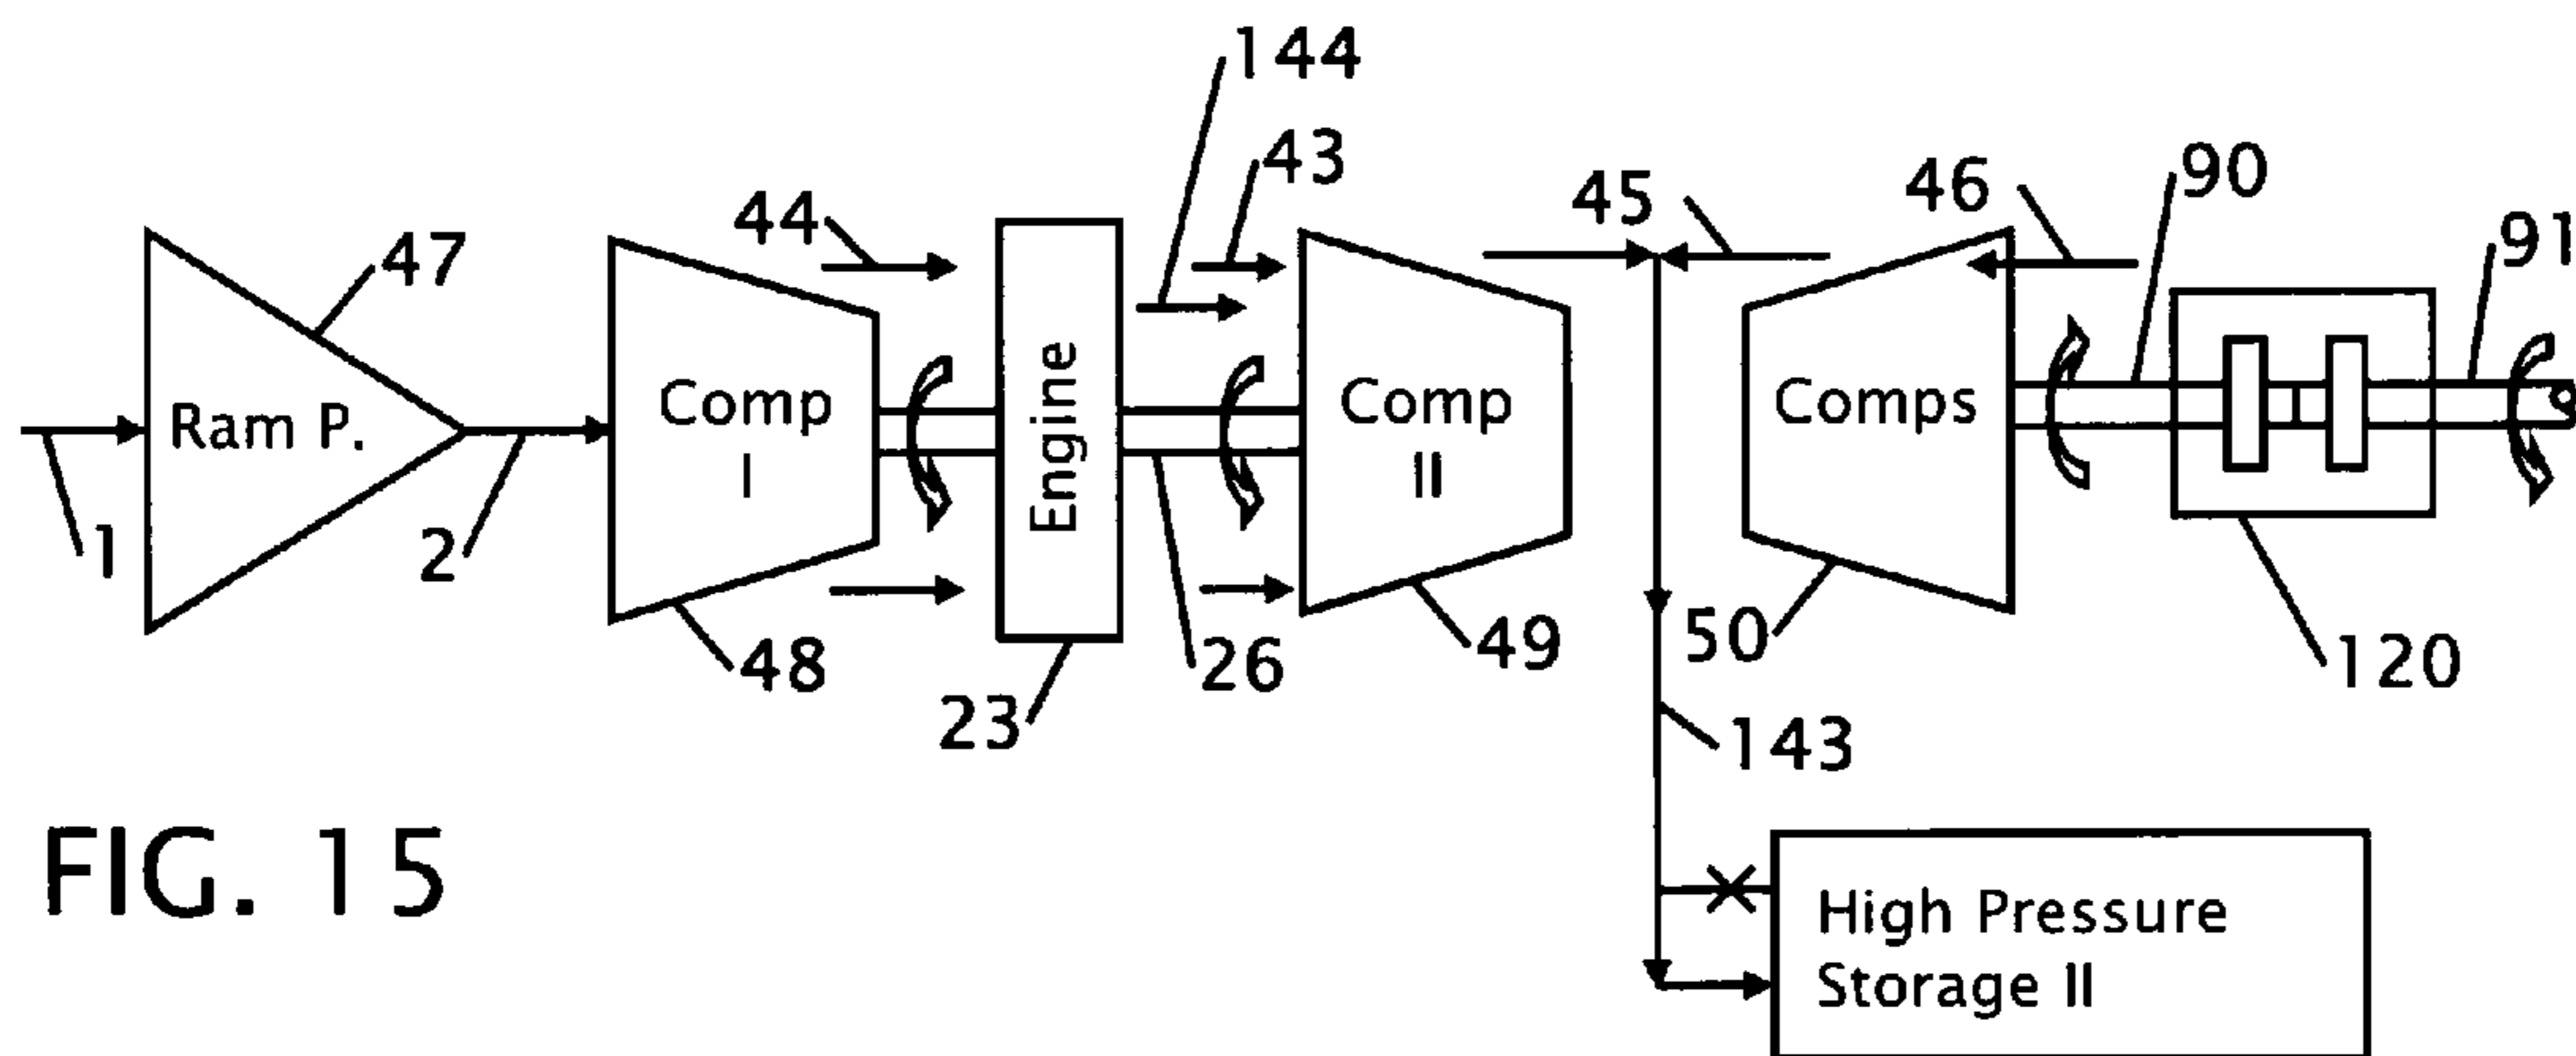 144
43
44
45
46
90
91
47
Ram P.
Comp
I
Engine
Comp
II
Comps
1
2
48
23
26
49
50
120
143
FIG. 15
High Pressure
Storage II